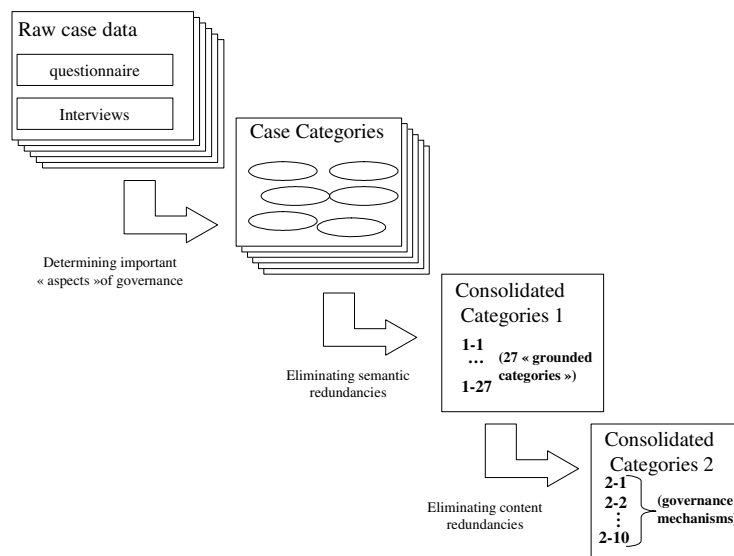 Raw case data
questionnaire
Interviews
Case Categories
Determining important
« aspects »of governance
Consolidated
Categories 1
1-1
...
1-27
(27 « grounded
categories »)
Eliminating semantic
redundancies
Consolidated
Categories 2
2-1
2-2
⋮
2-10
(governance
mechanisms)
Eliminating content
redundancies